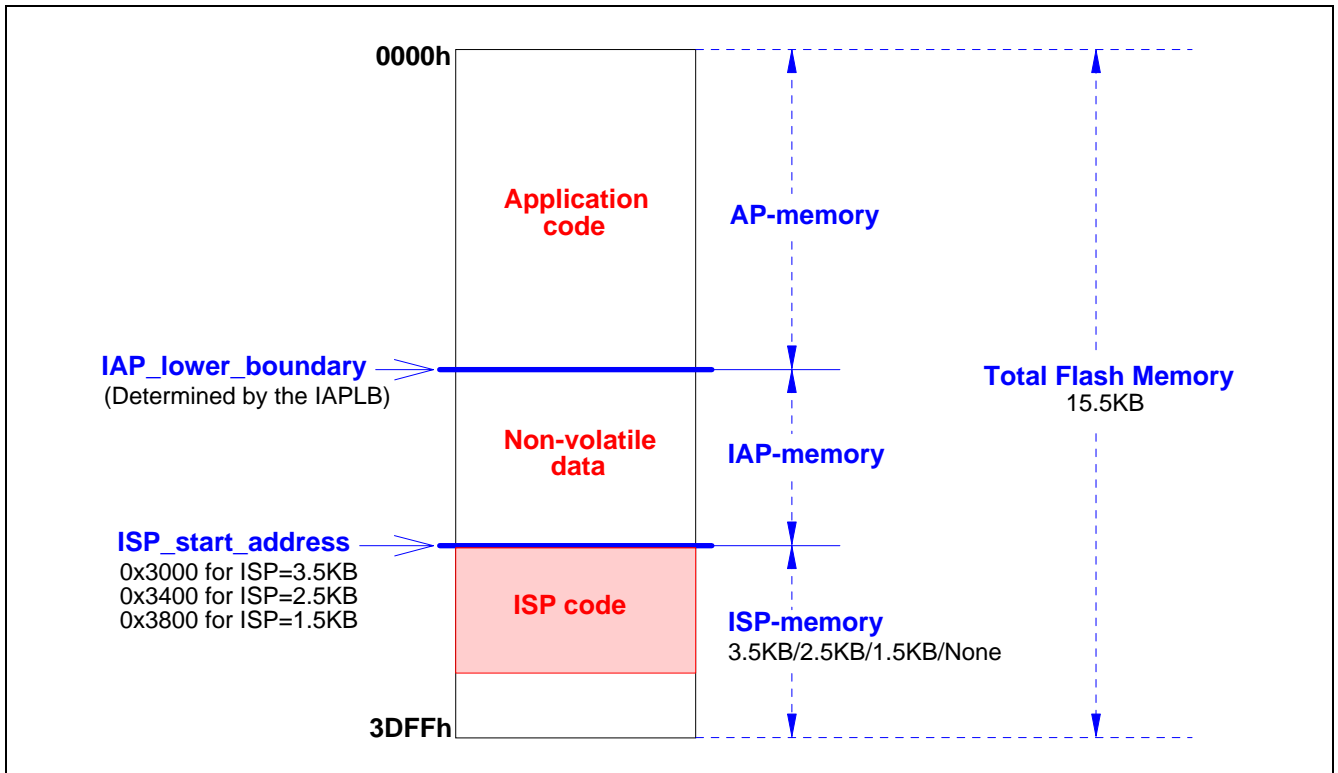 0000h
Application
code
AP-memory
IAP_lower_boundary
(Determined by the IAPLB)
Total Flash Memory
15.5KB
Non-volatile
data
IAP-memory
ISP_start_address
0x3000 for ISP=3.5KB
0x3400 for ISP=2.5KB
0x3800 for ISP=1.5KB
ISP code
ISP-memory
3.5KB/2.5KB/1.5KB/None
3DFFh